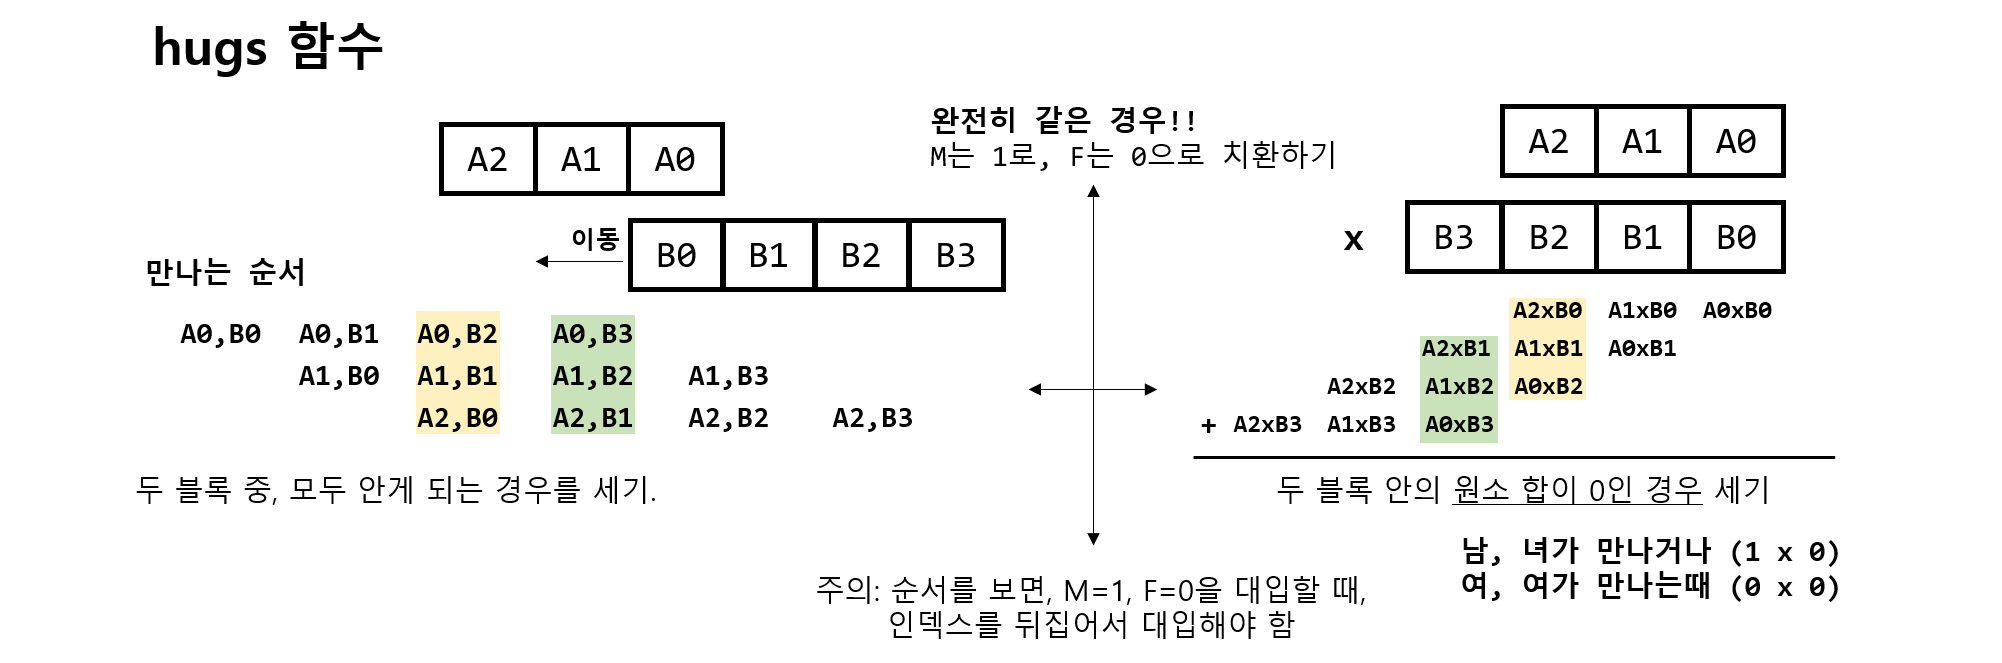 hugs 함수
A2 A1 A0
이동
B0 B1 B2 B3
만나는 순서
A0,B0 A0,B1 A0,B2 A0,B3
A1,B0 A1,B1 A1,B2 A1,B3
A2,B0 A2,B1 A2,B2 A2,B3
두 블록 중, 모두 안게 되는 경우를 세기.
완전히 같은 경우!!
M는 1로, F는 0으로 치환하기
주의: 순서를 보면, M=1, F=0을 대입할 때,
인덱스를 뒤집어서 대입해야 함
A2 A1 A0
x B3 B2 B1 B0
A2xB0 A1xB0 A0xB0
A2xB1 A1xB1 A0xB1
A2xB2 A1xB2 A0xB2
+ A2xB3 A1xB3 A0xB3
두 블록 안의 원소 합이 0인 경우 세기
남, 녀가 만나거나 (1 x 0)
여, 여가 만나는때 (0 x 0)